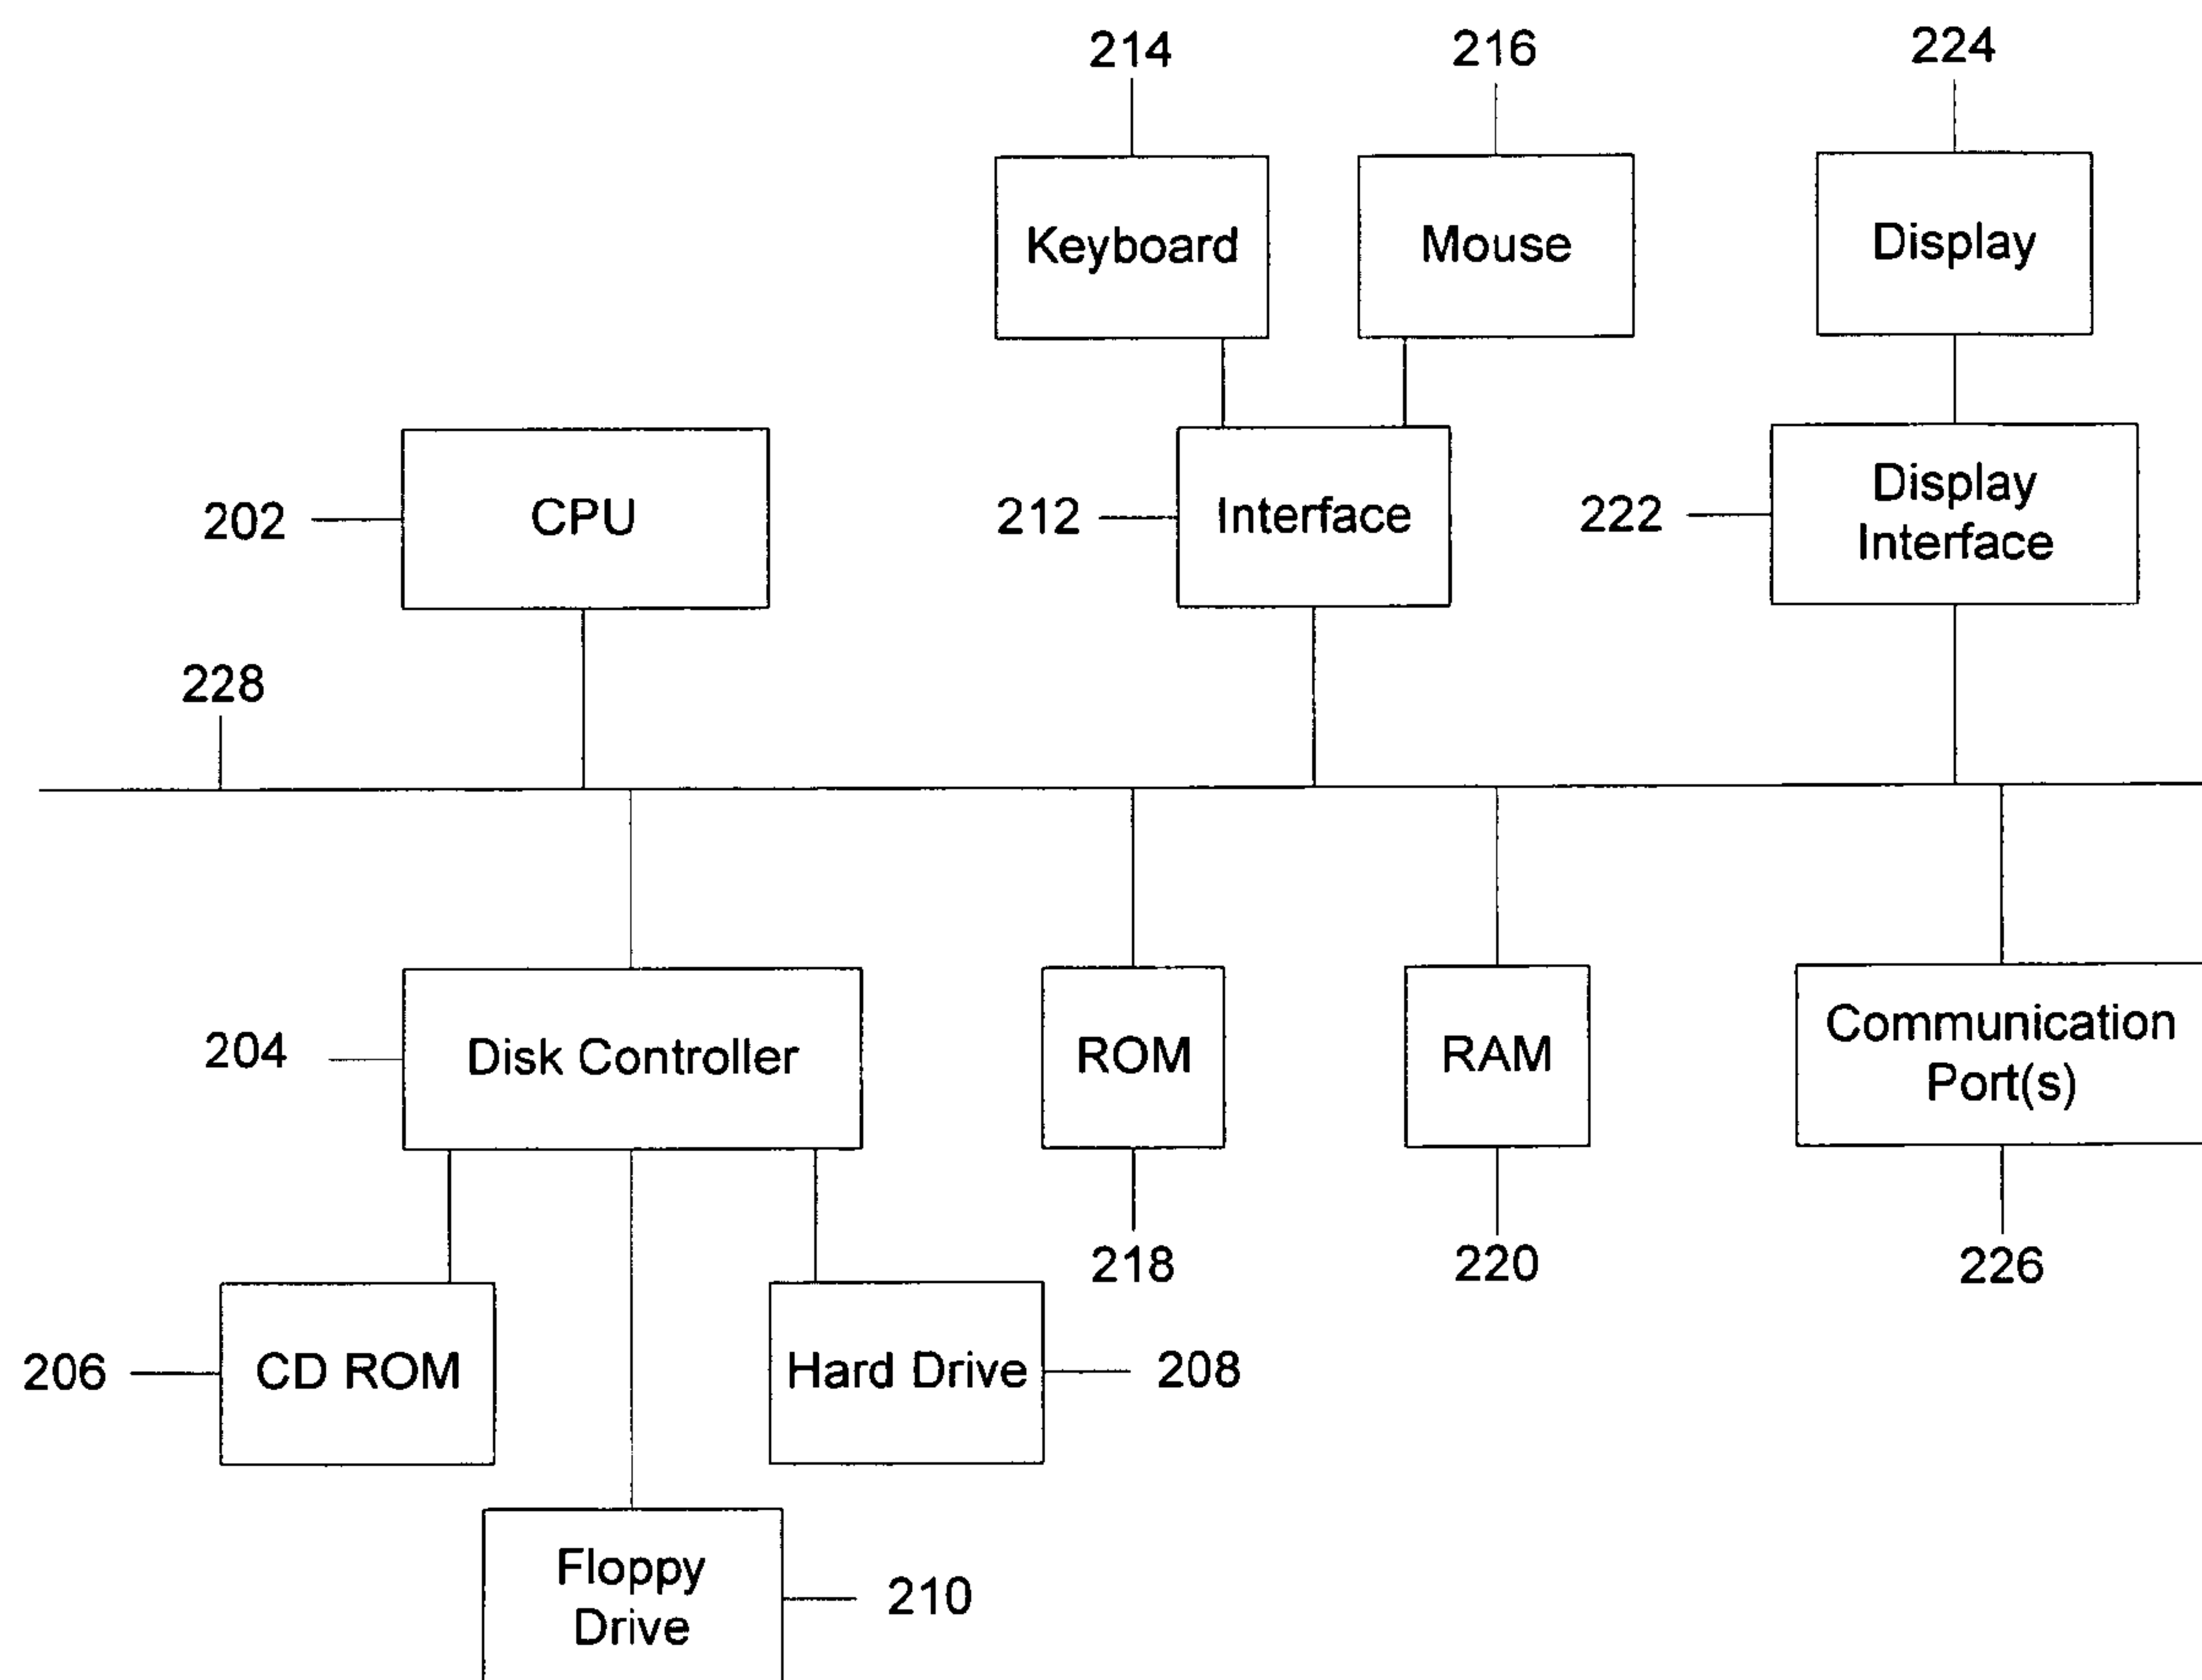 214
216
224
Keyboard
Mouse
Display
202
CPU
212
Interface
222
Display
Interface
228
204
Disk Controller
ROM
RAM
Communication
Port(s)
218
220
226
206
CD ROM
Hard Drive
208
Floppy
Drive
210